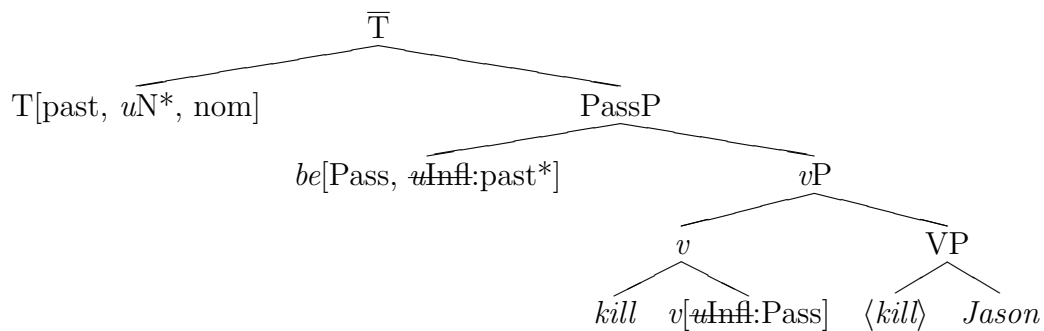 T̅
T[past, uN*, nom] PassP
be[Pass, uInfl:past*] vP
v VP
kill v[uInfl:Pass] ⟨kill⟩ Jason